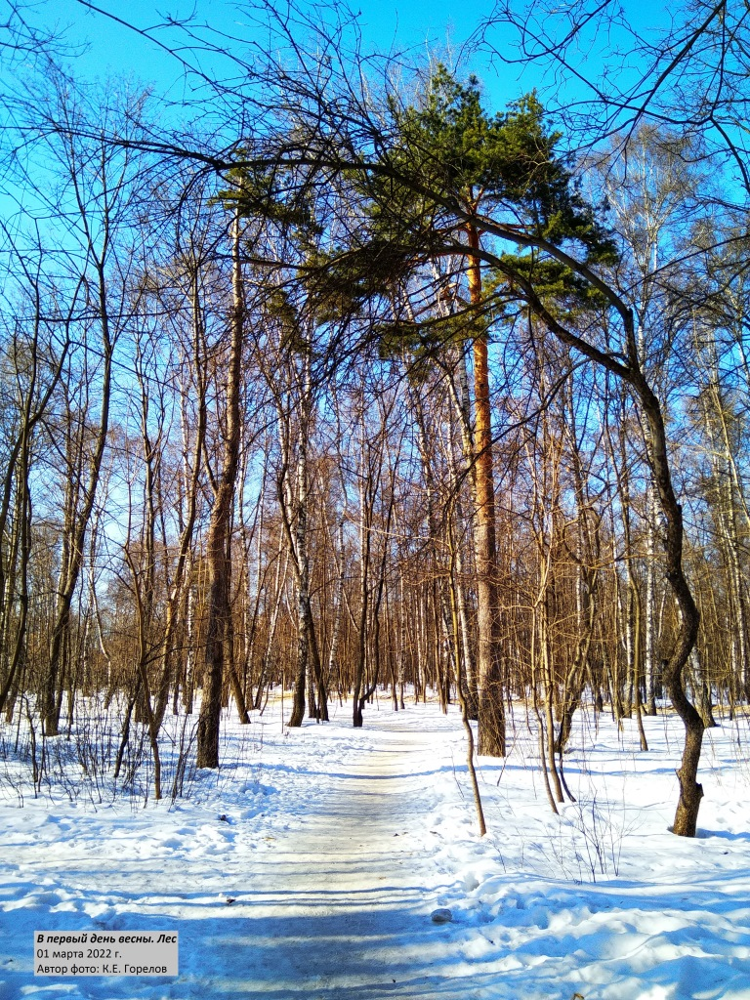 В первый день весны. Лес
01 марта 2022 г.
Автор фото: К.Е. Горелов